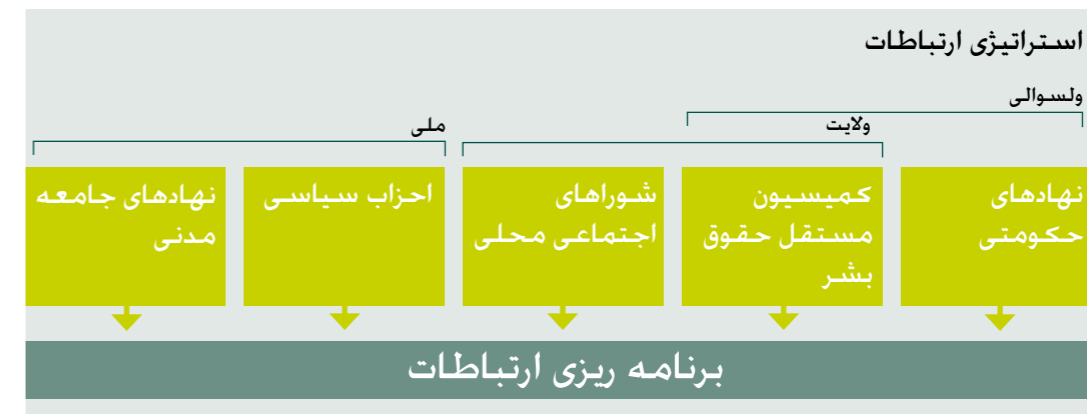 استراتیژی ارتباطات
ولسوالی
ولایت
ملی
نهادهای
حکومتی
کمیسیون
مستقل حقوق
بشر
شوراهای
اجتماعی محلی
احزاب سیاسی
نهادهای جامعه
مدنی
برنامه ریزی ارتباطات